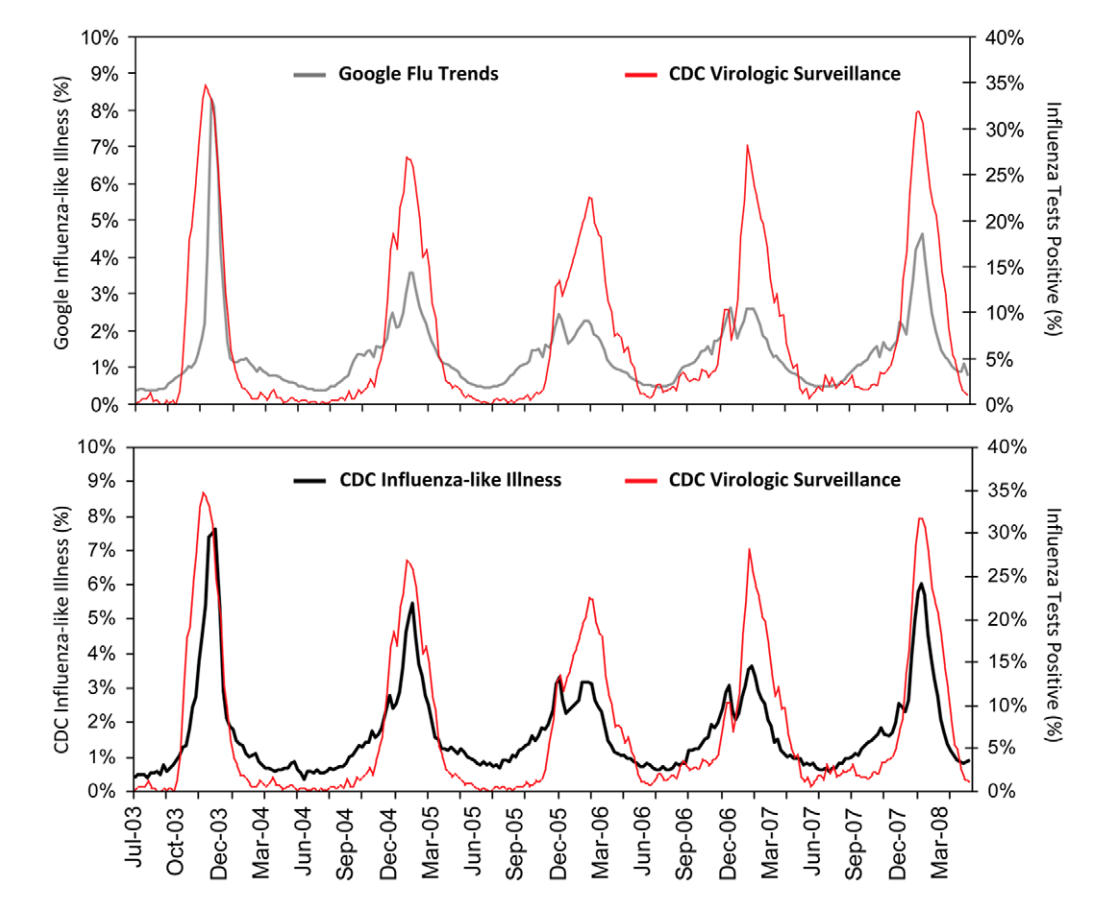 Google Flu Trends
CDC Virologic Surveillance
Google Influenza-like Illness (%)
10%
9%
8%
7%
6%
5%
4%
3%
2%
1%
0%
40%
35%
30%
25%
20%
15%
10%
5%
0%
Influenza Tests Positive (%)
CDC Influenza-like Illness
CDC Virologic Surveillance
CDC Influenza-like Illness (%)
10%
9%
8%
7%
6%
5%
4%
3%
2%
1%
0%
40%
35%
30%
25%
20%
15%
10%
5%
0%
Influenza Tests Positive (%)
Jul-03
Oct-03
Dec-03
Mar-04
Jun-04
Sep-04
Dec-04
Mar-05
Jun-05
Sep-05
Dec-05
Mar-06
Jun-06
Sep-06
Dec-06
Mar-07
Jun-07
Sep-07
Dec-07
Mar-08